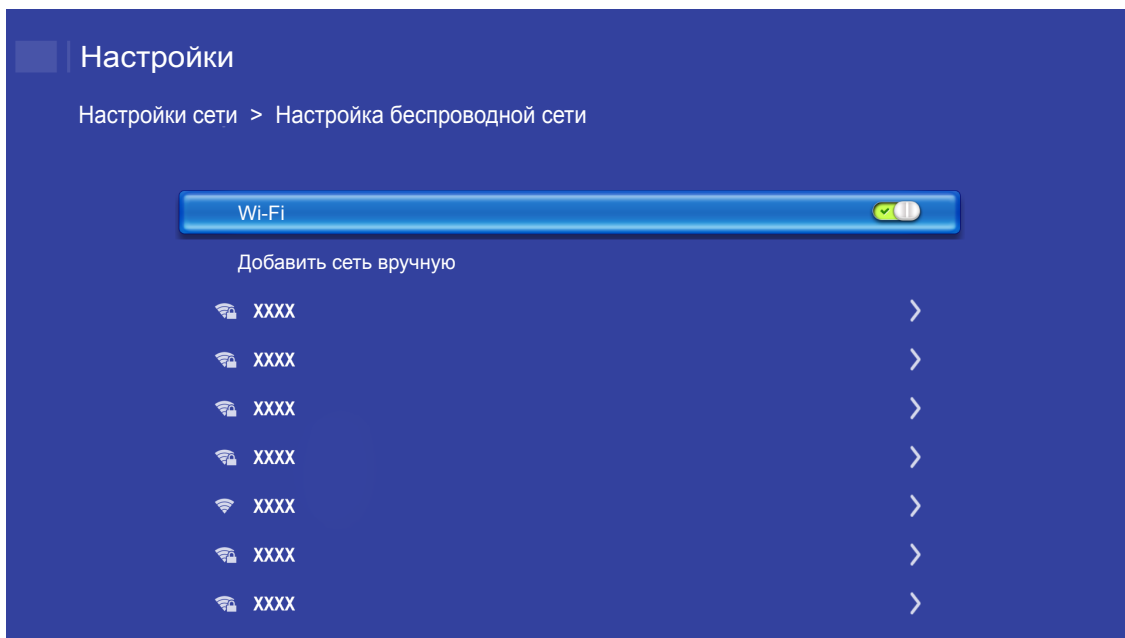 Настройки
Настройки сети > Настройка беспроводной сети
Wi-Fi
Добавить сеть вручную
XXXX
XXXX
XXXX
XXXX
XXXX
XXXX
XXXX